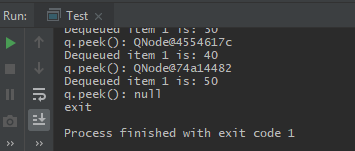 Run: Test
Dequeued item 1 is: 30
q.peek(): QNode@4554617c
Dequeued item 1 is: 40
q.peek(): QNode@74a14482
Dequeued item 1 is: 50
q.peek(): null
exit
Process finished with exit code 1